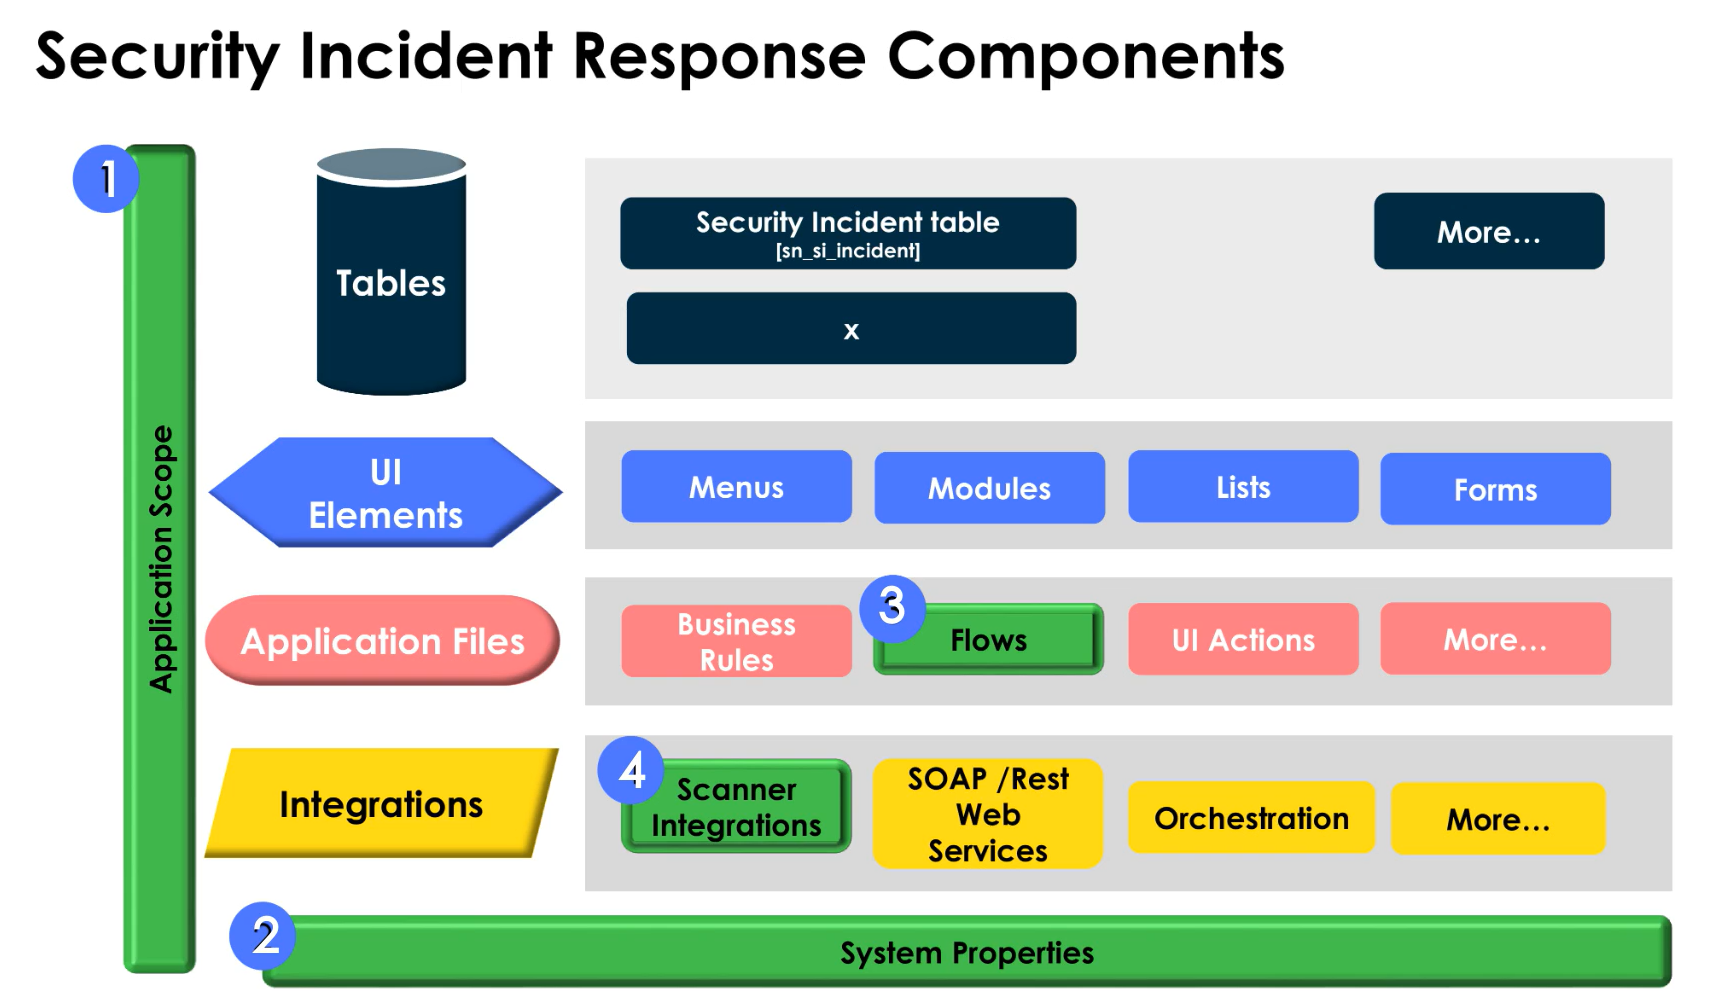 Security Incident Response Components
1
Application Scope
Tables
Security Incident table
[sn_si_incident]
More...
x
UI
Elements
Menus
Modules
Lists
Forms
Application Files
Business
Rules
3
Flows
UI Actions
More...
Integrations
4
Scanner
Integrations
SOAP /Rest
Web
Services
Orchestration
More...
2
System Properties